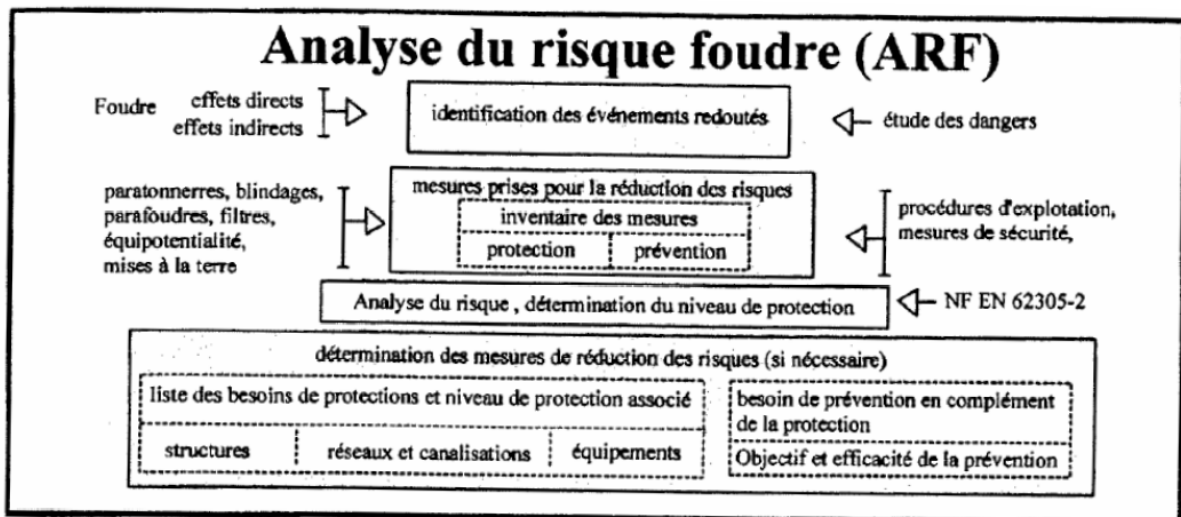 Analyse du risque foudre (ARF)
Foudre
effets directs
effets indirects
identification des événements redoutés
étude des dangers
paratonnerres, blindages,
parafoudres, filtres,
équipotentialité,
mises à la terre
mesures prises pour la réduction des risques
inventaire des mesures
protection
prévention
procédures d'explotation,
mesures de sécurité,
Analyse du risque , détermination du niveau de protection
NF EN 62305-2
détermination des mesures de réduction des risques (si nécessaire)
liste des besoins de protections et niveau de protection associé
structures
réseaux et canalisations
équipements
besoin de prévention en complément
de la protection
Objectif et efficacité de la prévention